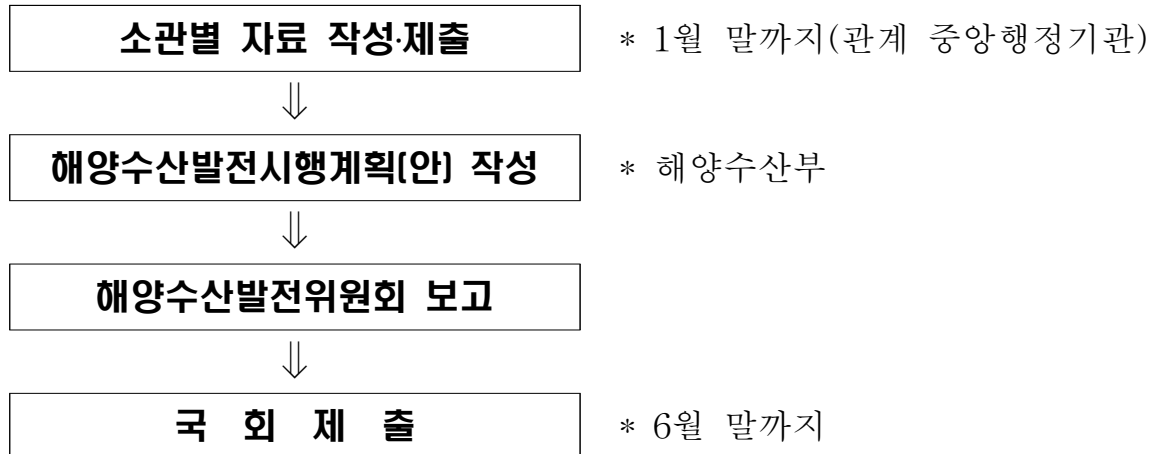 소관별 자료 작성·제출 * 1월 말까지(관계 중앙행정기관)
⇓
해양수산발전시행계획(안) 작성 * 해양수산부
⇓
해양수산발전위원회 보고
⇓
국 회 제 출 * 6월 말까지